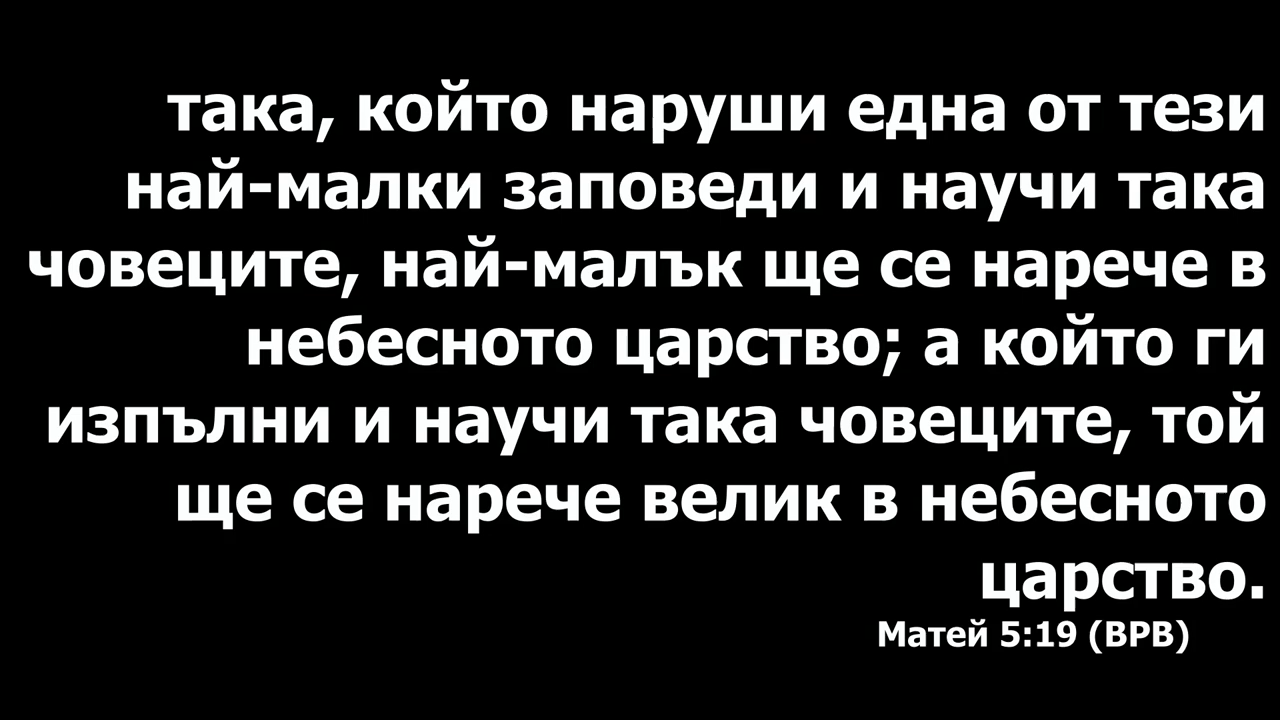 така, който наруши една от тези
най-малки заповеди и научи така
човеците, най-малък ще се нарече в
небесното царство; а който ги
изпълни и научи така човеците, той
ще се нарече велик в небесното
царство.
Матей 5:19 (ВРВ)